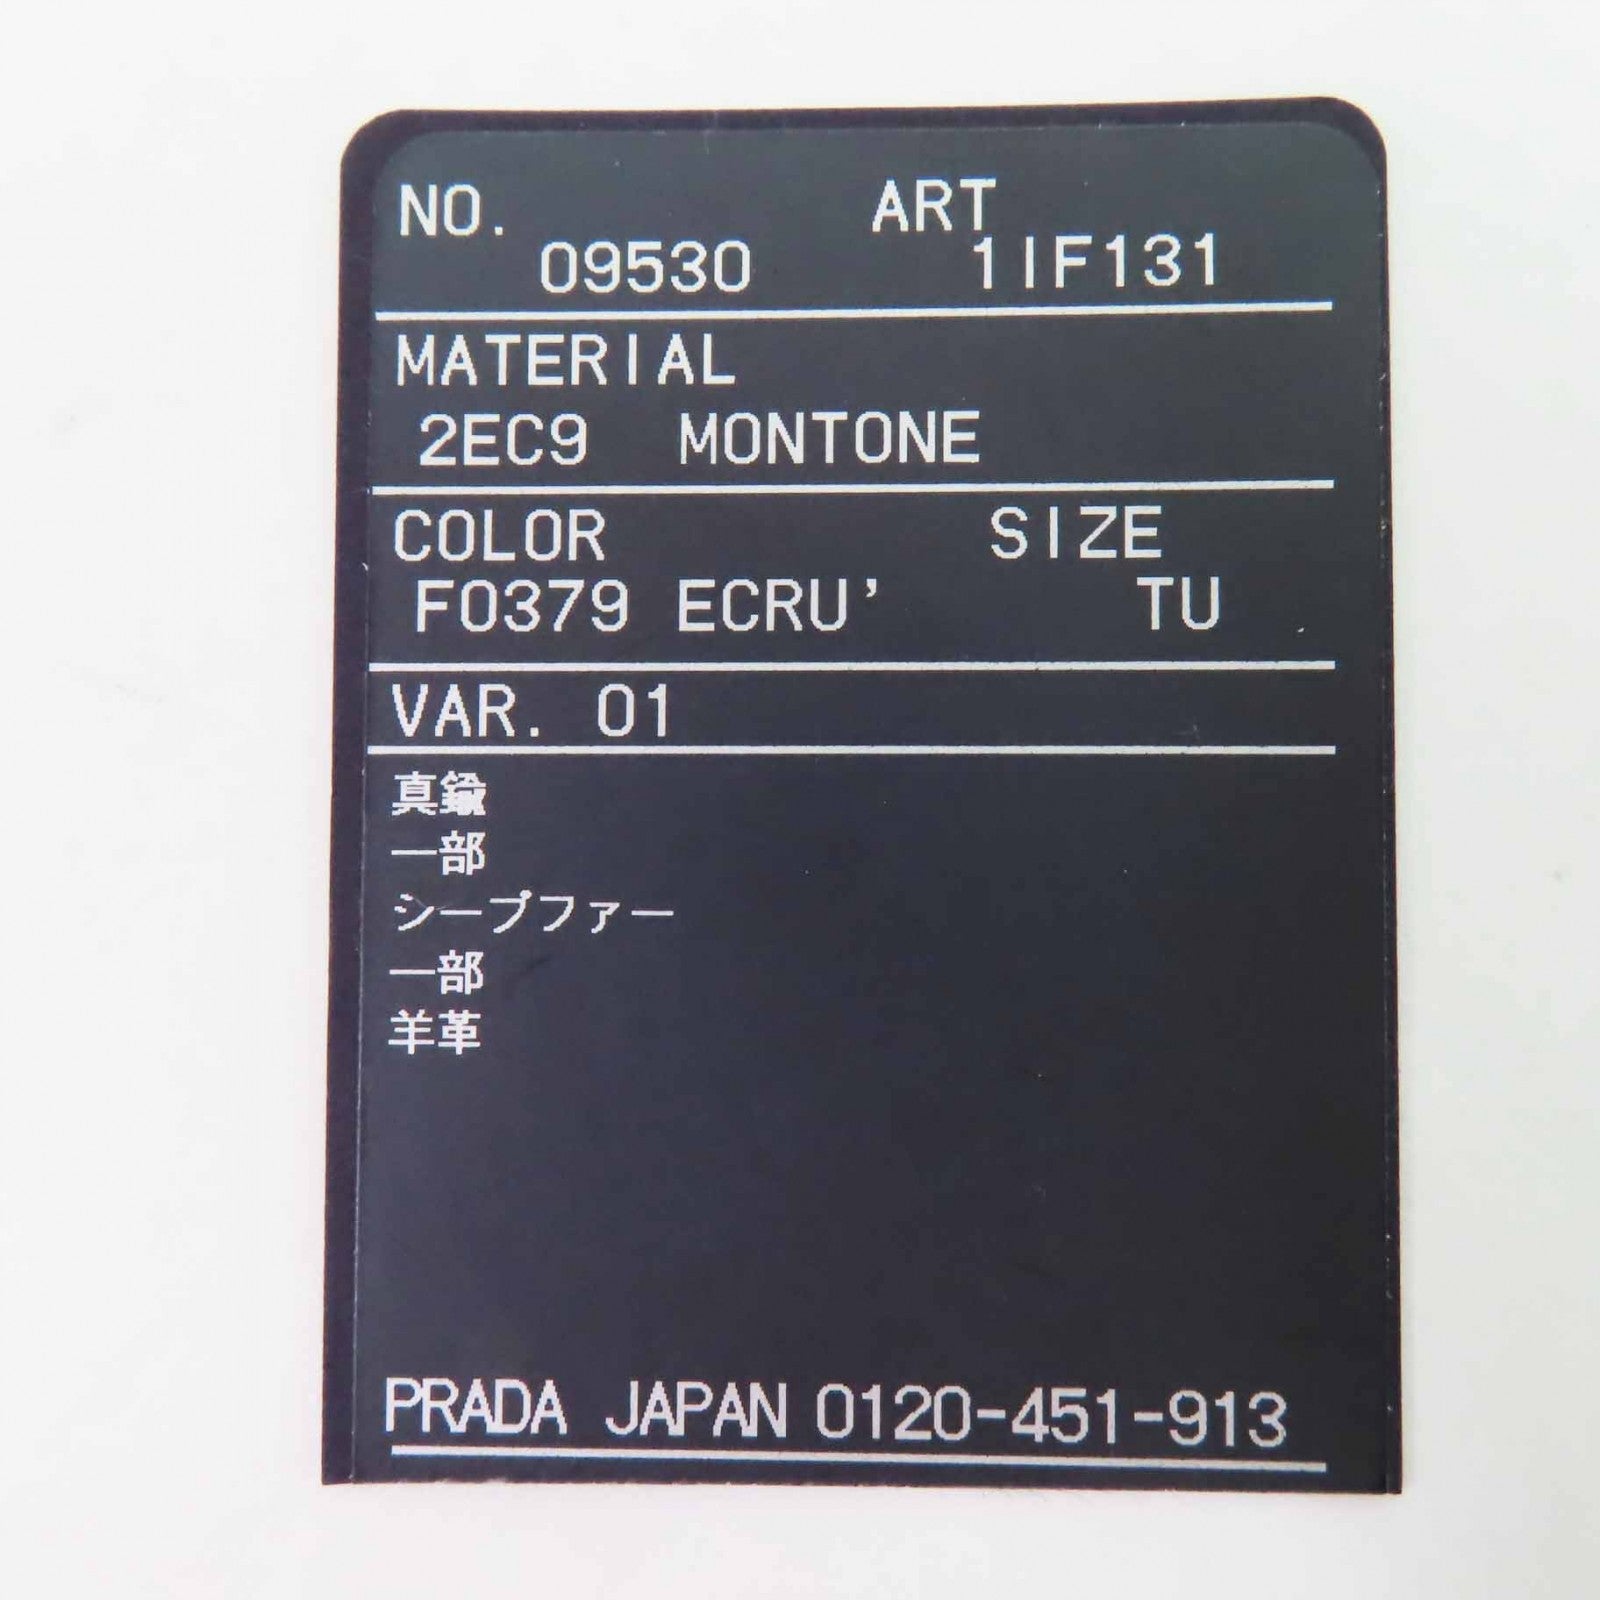 NO. ART
09530 1IF131
MATERIAL
2EC9 MONTONE
COLOR SIZE
F0379 ECRU' TU
VAR. 01
真鍮
一部
シープファー
一部
羊革
PRADA JAPAN 0120-451-913